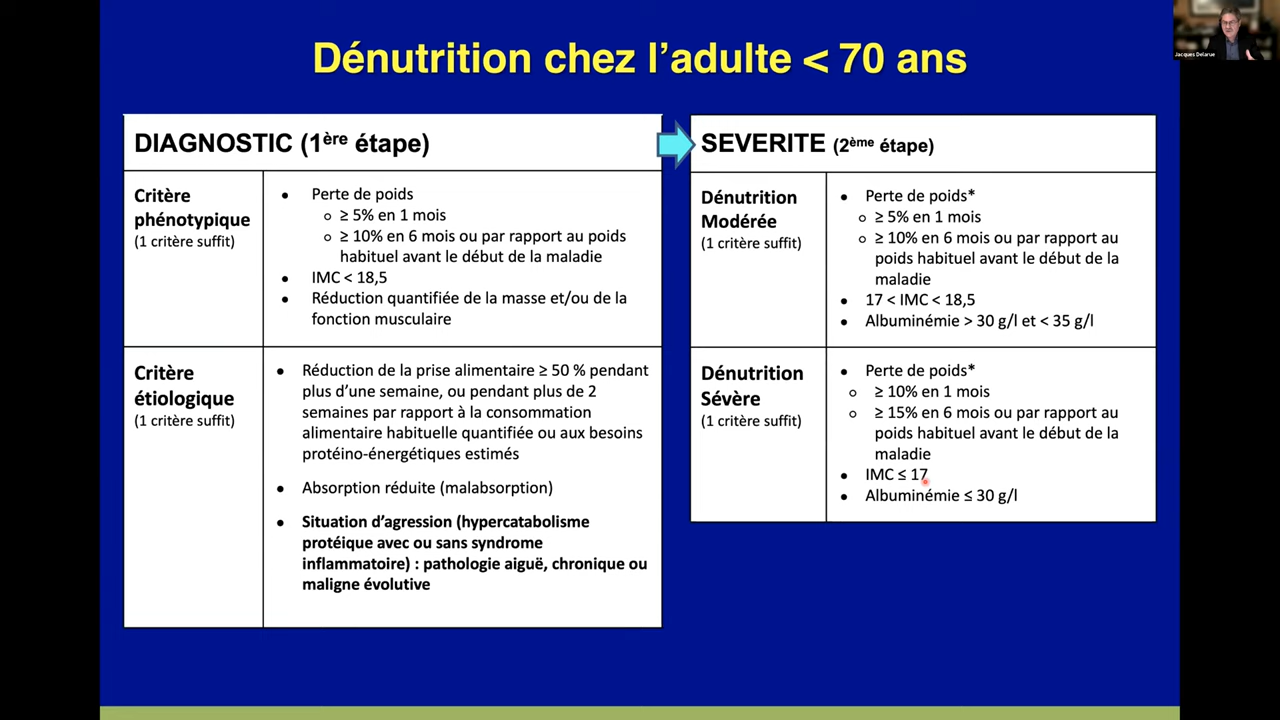 Dénutrition chez l’adulte < 70 ans
Jacques Delarue
DIAGNOSTIC (1ère étape)
Critère
phénotypique
(1 critère suffit)
• Perte de poids
o ≥ 5% en 1 mois
o ≥ 10% en 6 mois ou par rapport au poids
habituel avant le début de la maladie
• IMC < 18,5
• Réduction quantifiée de la masse et/ou de la
fonction musculaire
Critère
étiologique
(1 critère suffit)
• Réduction de la prise alimentaire ≥ 50 % pendant
plus d’une semaine, ou pendant plus de 2
semaines par rapport à la consommation
alimentaire habituelle quantifiée ou aux besoins
protéino-énergétiques estimés
• Absorption réduite (malabsorption)
• Situation d’agression (hypercatabolisme
protéique avec ou sans syndrome
inflammatoire) : pathologie aiguë, chronique ou
maligne évolutive
SEVERITE (2ème étape)
Dénutrition
Modérée
(1 critère suffit)
• Perte de poids*
o ≥ 5% en 1 mois
o ≥ 10% en 6 mois ou par rapport au
poids habituel avant le début de la
maladie
• 17 < IMC < 18,5
• Albuminémie > 30 g/l et < 35 g/l
Dénutrition
Sévère
(1 critère suffit)
• Perte de poids*
o ≥ 10% en 1 mois
o ≥ 15% en 6 mois ou par rapport au
poids habituel avant le début de la
maladie
• IMC ≤ 17
• Albuminémie ≤ 30 g/l